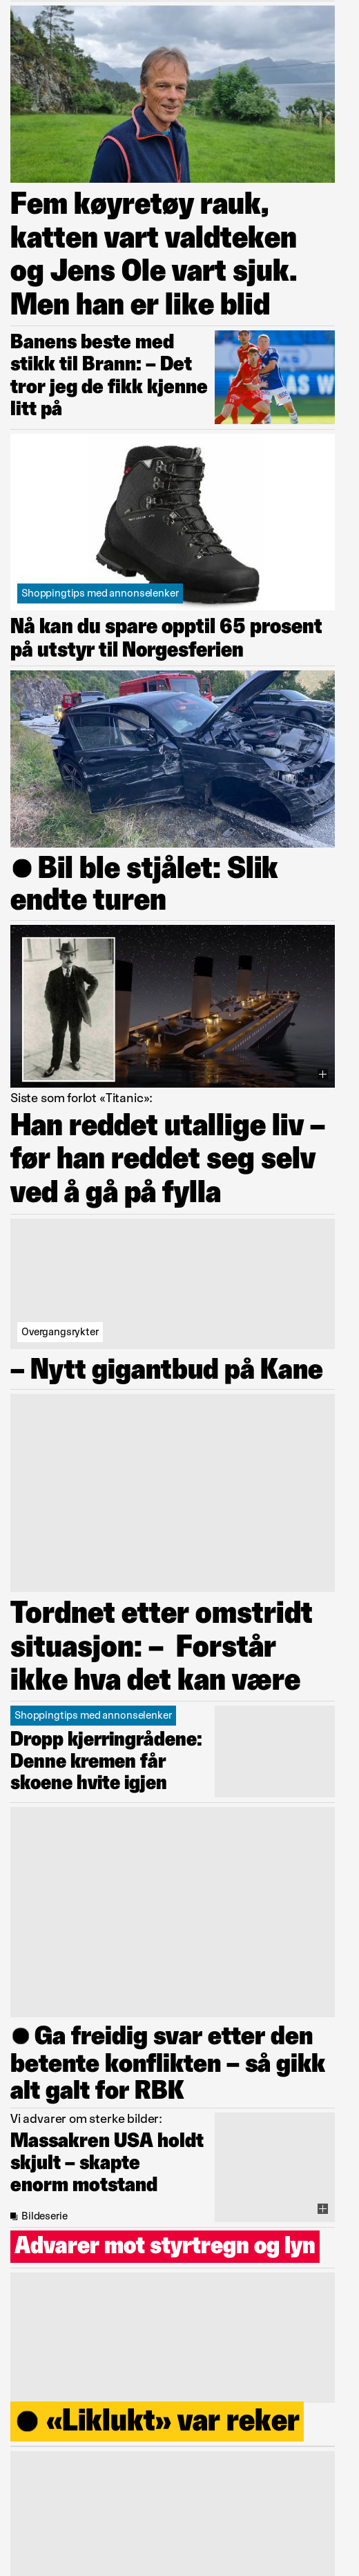 Fem køyretøy rauk,
katten vart valdteken
og Jens Ole vart sjuk.
Men han er like blid
Banens beste med
stikk til Brann: – Det
tror jeg de fikk kjenne
litt på
Shoppingtips med annonselenker
Nå kan du spare opptil 65 prosent
på utstyr til Norgesferien
Bil ble stjålet: Slik
endte turen
Siste som forlot «Titanic»:
Han reddet utallige liv –
før han reddet seg selv
ved å gå på fylla
Overgangsrykter
– Nytt gigantbud på Kane
Tordnet etter omstridt
situasjon: – Forstår
ikke hva det kan være
Shoppingtips med annonselenker
Dropp kjerringrådene:
Denne kremen får
skoene hvite igjen
Ga freidig svar etter den
betente konflikten – så gikk
alt galt for RBK
Vi advarer om sterke bilder:
Massakren USA holdt
skjult – skapte
enorm motstand
Bildeserie
Advarer mot styrtregn og lyn
«Liklukt» var reker